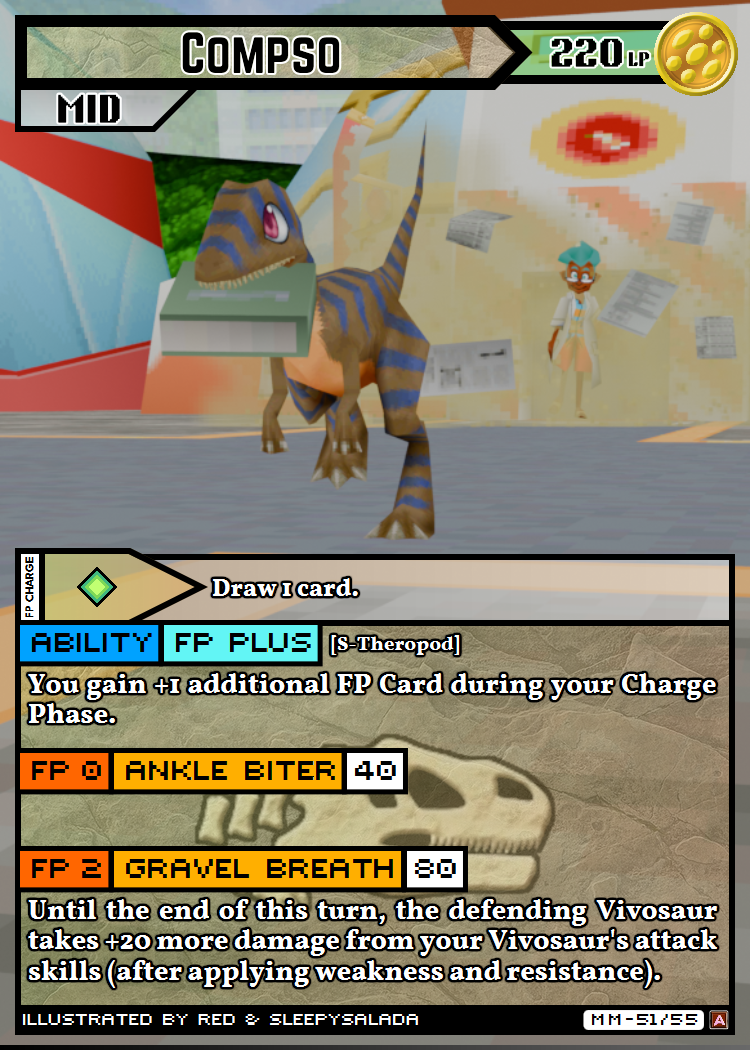 Compso
220 LP
MID
FP CHARGE
Draw 1 card.
ABILITY FP PLUS [S-Theropod]
You gain +1 additional FP Card during your Charge
Phase.
FP 0 ANKLE BITER 40
FP 2 GRAVEL BREATH 80
Until the end of this turn, the defending Vivosaur
takes +20 more damage from your Vivosaur's attack
skills (after applying weakness and resistance).
ILLUSTRATED BY RED & SLEEPYSALADA
MM-51/55 A